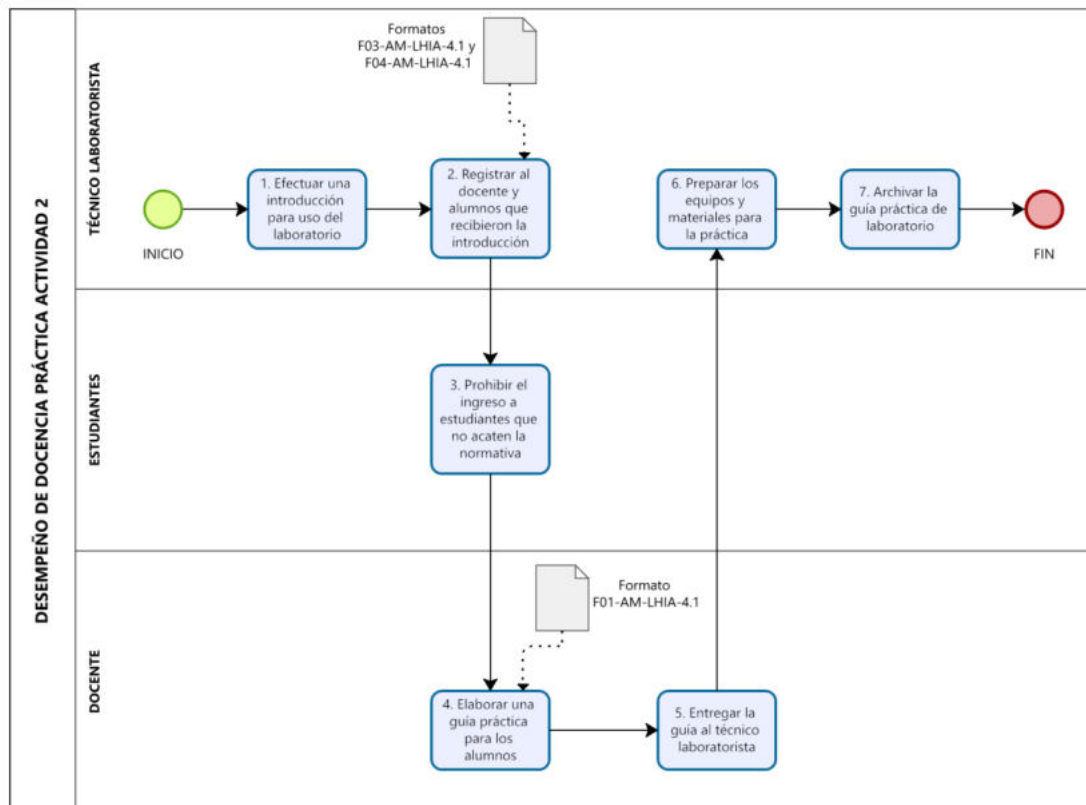 DESEMPEÑO DE DOCENCIA PRÁCTICA ACTIVIDAD 2
TÉCNICO LABORATORISTA
Formatos
F03-AM-LHIA-4.1 y
F04-AM-LHIA-4.1
INICIO
1. Efectuar una
introducción
para uso del
laboratorio
2. Registrar al
docente y
alumnos que
recibieron la
introducción
6. Preparar los
equipos y
materiales para
la práctica
7. Archivar la
guía práctica de
laboratorio
FIN
ESTUDIANTES
3. Prohibir el
ingreso a
estudiantes que
no acaten la
normativa
DOCENTE
Formato
F01-AM-LHIA-4.1
4. Elaborar una
guía práctica
para los
alumnos
5. Entregar la
guía al técnico
laboratorista